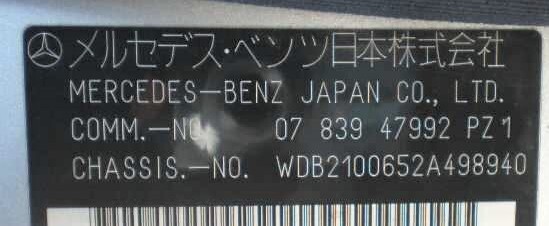 メルセデス・ベンツ日本株式会社
MERCEDES-BENZ JAPAN CO., LTD.
COMM.-NO. 07 839 47992 PZ1
CHASSIS.-NO. WDB2100652A498940